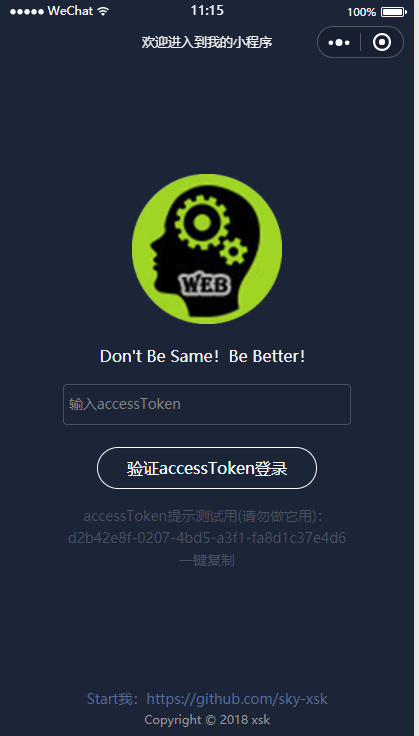 WeChat 11:15 100%
欢迎进入到我的小程序
WEB
Don't Be Same！Be Better！
输入accessToken
验证accessToken登录
accessToken提示测试用(请勿做它用)：
d2b42e8f-0207-4bd5-a3f1-fa8d1c37e4d6
一键复制
Start我：https://github.com/sky-xsk
Copyright © 2018 xsk